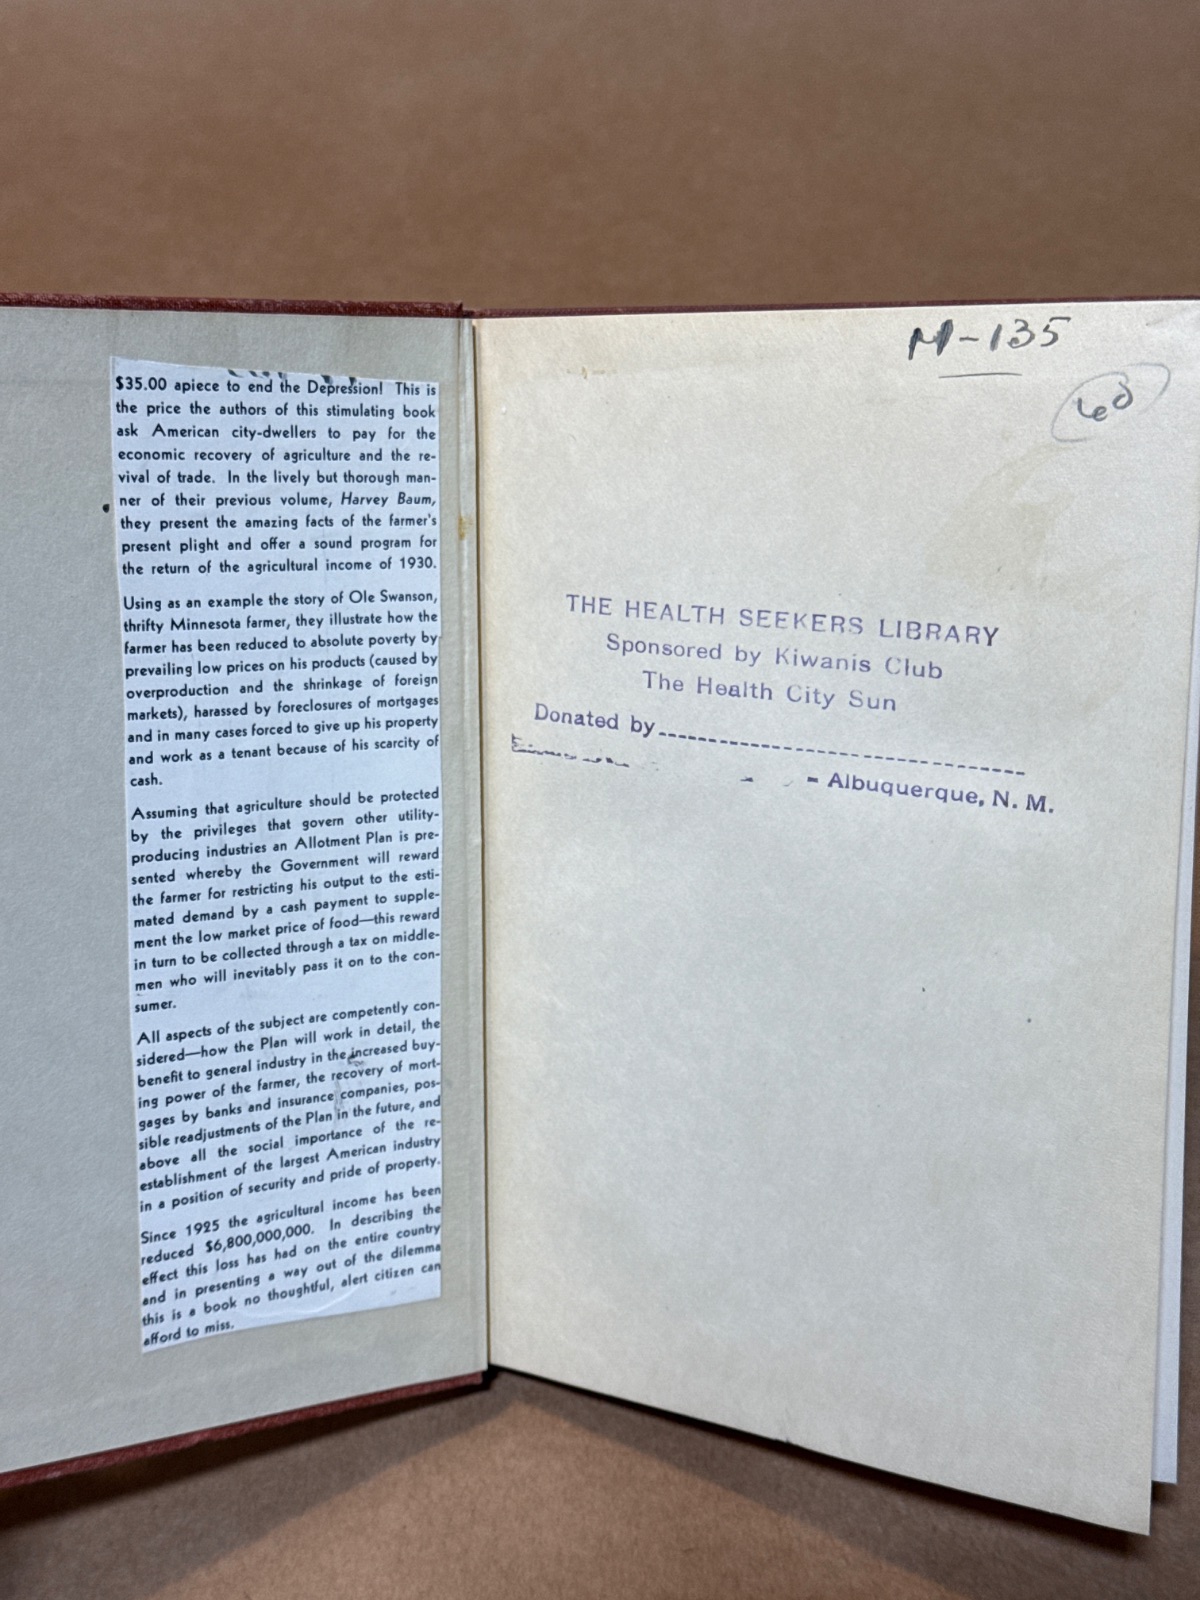 $35.00 apiece to end the Depression! This is
the price the authors of this stimulating book
ask American city-dwellers to pay for the
economic recovery of agriculture and the re-
vival of trade. In the lively but thorough man-
ner of their previous volume, Harvey Baum,
they present the amazing facts of the farmer's
present plight and offer a sound program for
the return of the agricultural income of 1930.
Using as an example the story of Ole Swanson,
thrifty Minnesota farmer, they illustrate how the
farmer has been reduced to absolute poverty by
prevailing low prices on his products (caused by
overproduction and the shrinkage of foreign
markets), harassed by foreclosures of mortgages
and in many cases forced to give up his property
and work as a tenant because of his scarcity of
cash.
Assuming that agriculture should be protected
by the privileges that govern other utility-
producing industries an Allotment Plan is pre-
sented whereby the Government will reward
the farmer for restricting his output to the esti-
mated demand by a cash payment to supple-
ment the low market price of food—this reward
in turn to be collected through a tax on middle-
men who will inevitably pass it on to the con-
sumer.
All aspects of the subject are competently con-
sidered—how the Plan will work in detail, the
benefit to general industry in the increased buy-
ing power of the farmer, the recovery of mort-
gages by banks and insurance companies, pos-
sible readjustments of the Plan in the future, and
above all the social importance of the re-
establishment of the largest American industry
in a position of security and pride of property.
Since 1925 the agricultural income has been
reduced $6,800,000,000. In describing the
effect this loss has had on the entire country
and in presenting a way out of the dilemma
this is a book no thoughtful, alert citizen can
afford to miss.
M-135
THE HEALTH SEEKERS LIBRARY
Sponsored by Kiwanis Club
The Health City Sun
Donated by
- Albuquerque, N. M.